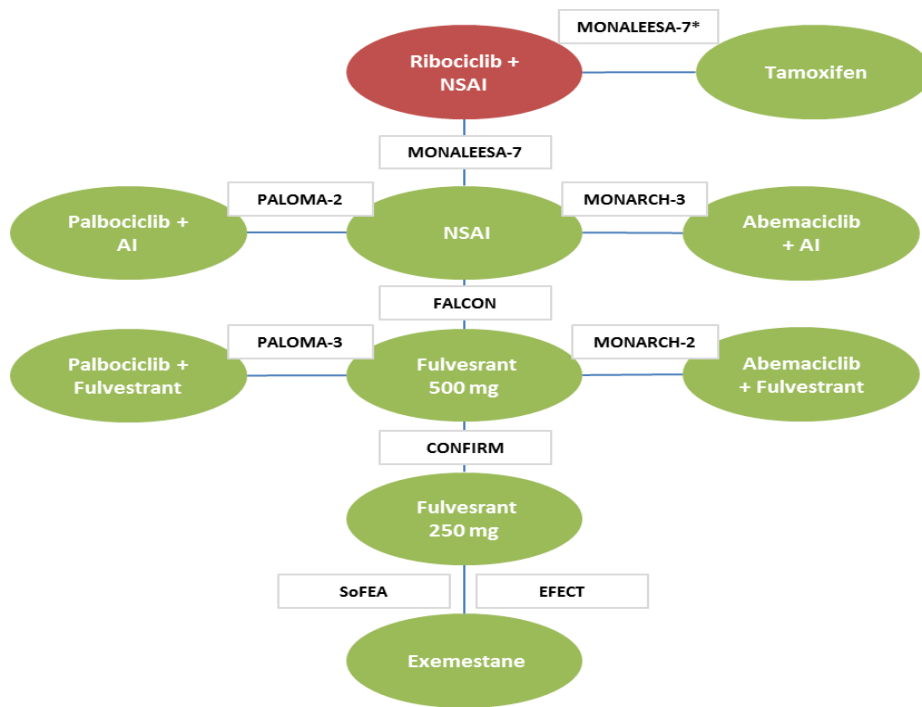 MONALEESA-7*
Ribociclib +
NSAI
Tamoxifen
MONALEESA-7
PALOMA-2
MONARCH-3
Palbociclib +
AI
NSAI
Abemaciclib
+ AI
FALCON
PALOMA-3
MONARCH-2
Palbociclib +
Fulvestrant
Fulvesrant
500 mg
Abemaciclib
+ Fulvestrant
CONFIRM
Fulvesrant
250 mg
SoFEA
EFECT
Exemestane